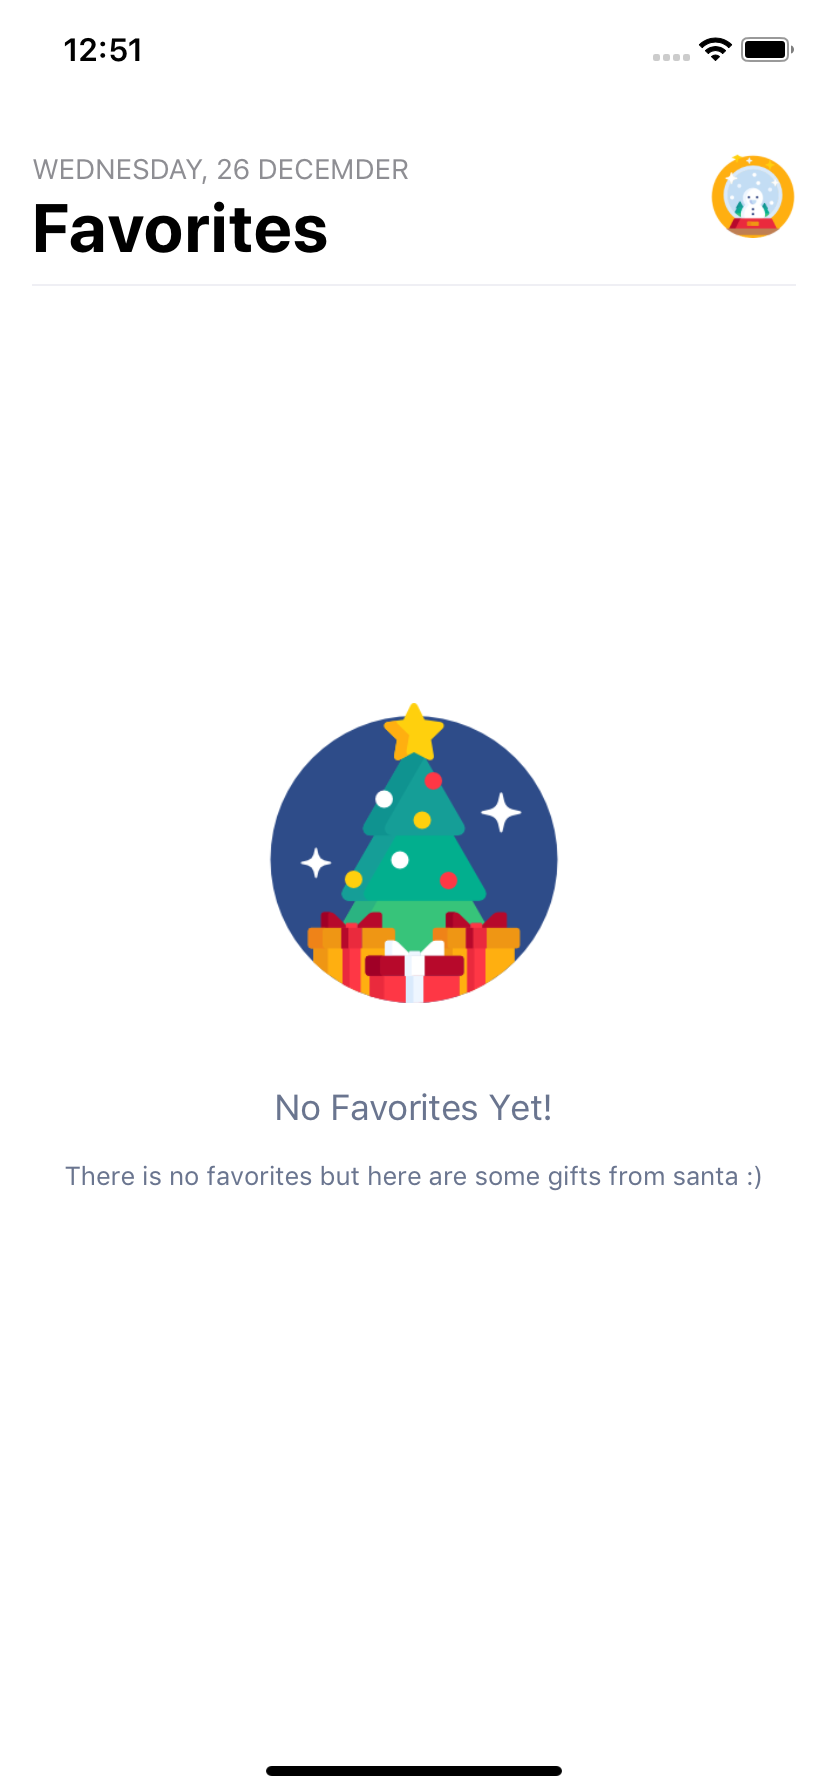 12:51
WEDNESDAY, 26 DECEMDER
Favorites
No Favorites Yet!
There is no favorites but here are some gifts from santa :)